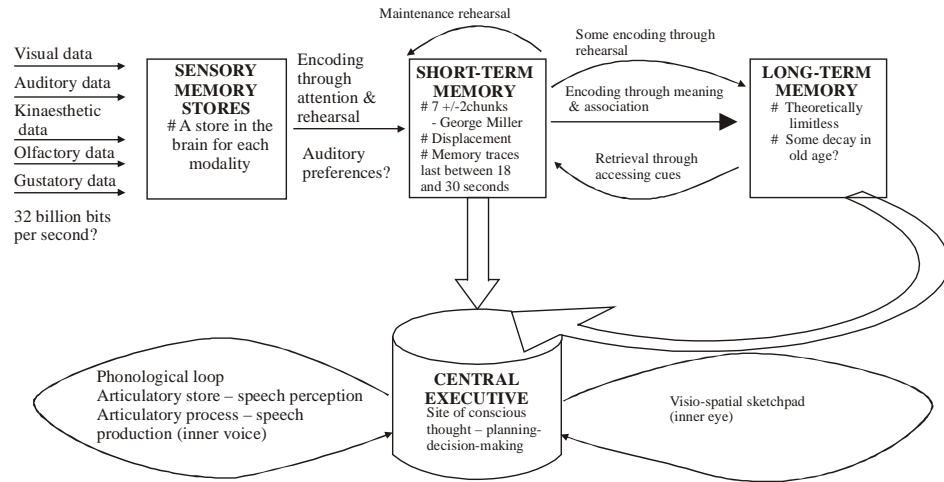 Maintenance rehearsal
Visual data
Auditory data
Kinaesthetic
data
Olfactory data
Gustatory data
32 billion bits
per second?
SENSORY
MEMORY
STORES
# A store in the
brain for each
modality
Encoding
through
attention &
rehearsal
Auditory
preferences?
SHORT-TERM
MEMORY
# 7 +/-2chunks
- George Miller
# Displacement
# Memory traces
last between 18
and 30 seconds
Some encoding through
rehearsal
Encoding through meaning
& association
Retrieval through
accessing cues
LONG-TERM
MEMORY
# Theoretically
limitless
# Some decay in
old age?
Phonological loop
Articulatory store – speech perception
Articulatory process – speech
production (inner voice)
CENTRAL
EXECUTIVE
Site of conscious
thought – planning-
decision-making
Visio-spatial sketchpad
(inner eye)